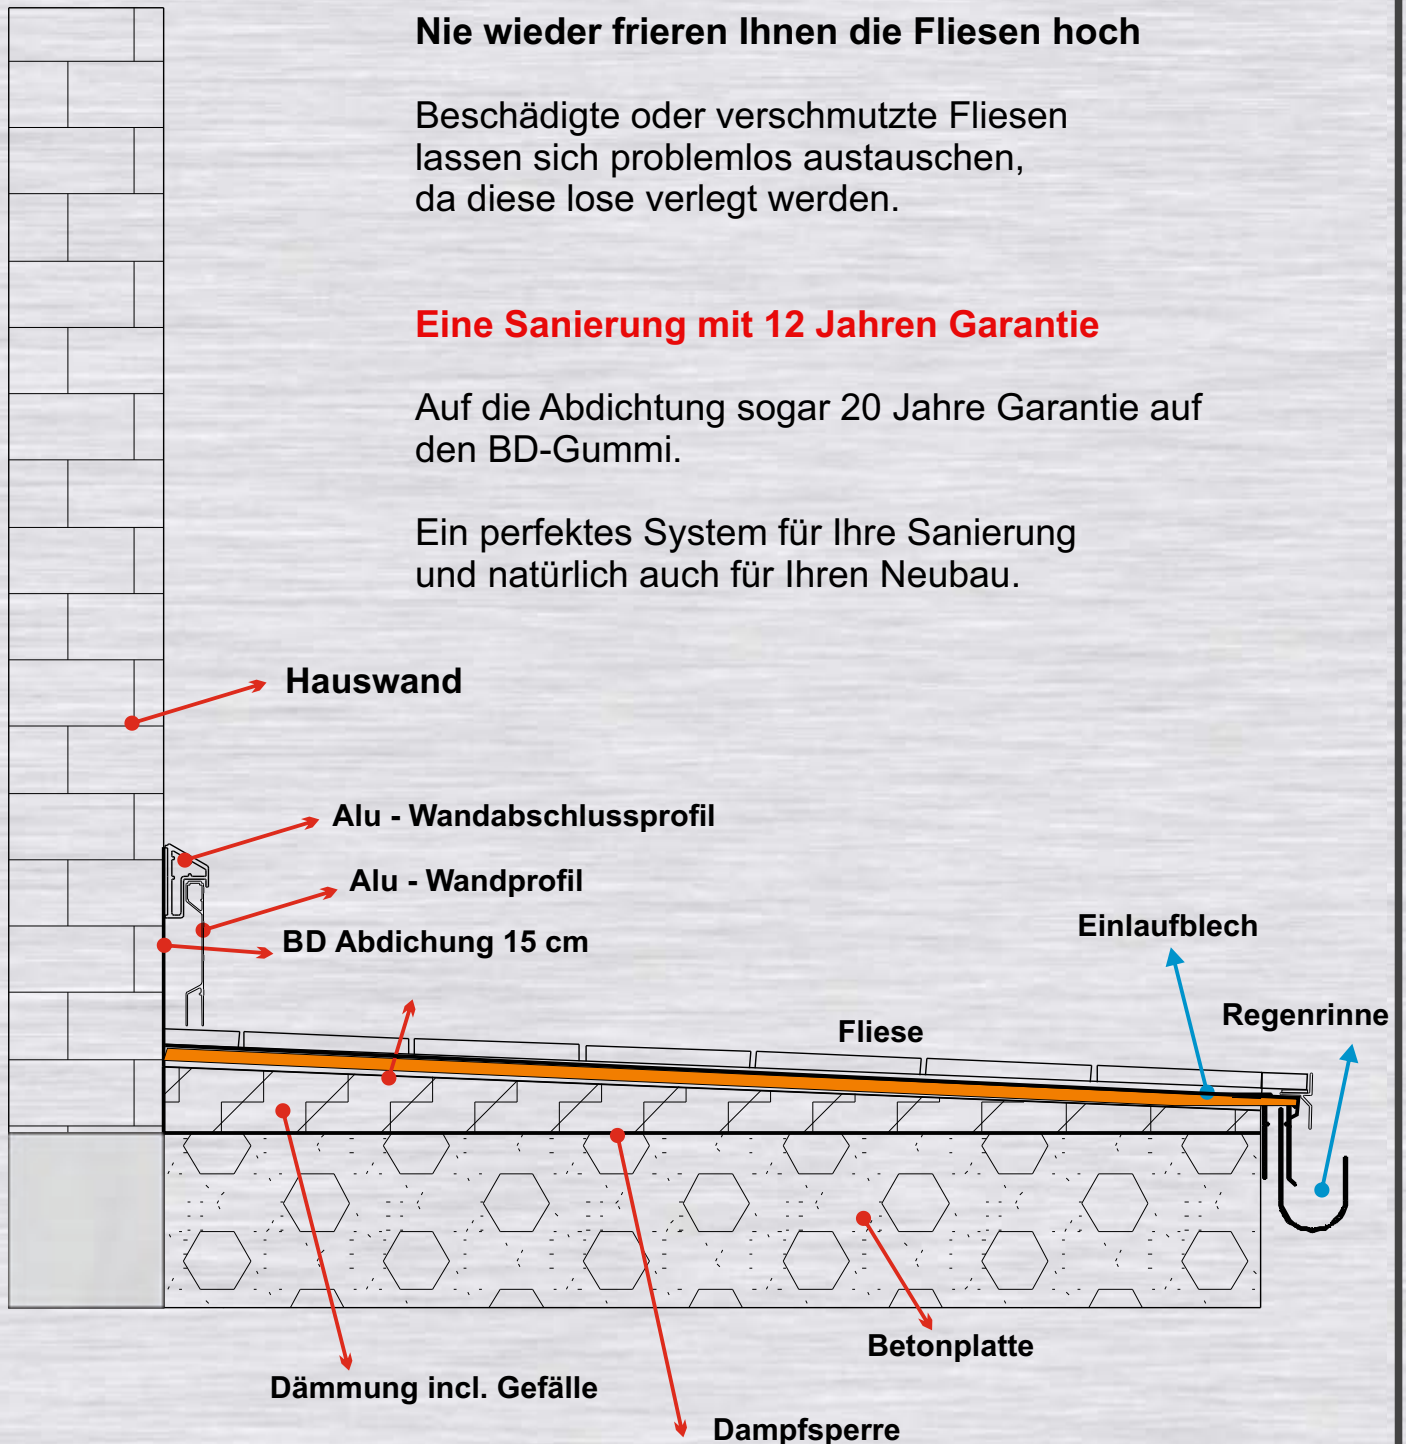 Nie wieder frieren Ihnen die Fliesen hoch
Beschädigte oder verschmutzte Fliesen
lassen sich problemlos austauschen,
da diese lose verlegt werden.
Eine Sanierung mit 12 Jahren Garantie
Auf die Abdichtung sogar 20 Jahre Garantie auf
den BD-Gummi.
Ein perfektes System für Ihre Sanierung
und natürlich auch für Ihren Neubau.
Hauswand
Alu - Wandabschlussprofil
Alu - Wandprofil
BD Abdichung 15 cm
Einlaufblech
Regenrinne
Fliese
Betonplatte
Dämmung incl. Gefälle
Dampfsperre